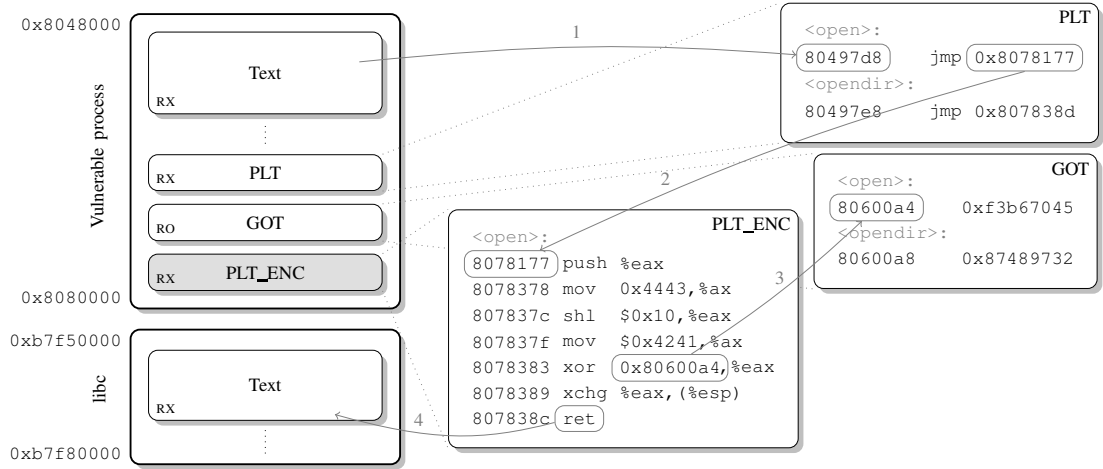 0x8048000
Vulnerable process
Text
RX
PLT
RX
GOT
RO
PLT_ENC
RX
0x8080000
0xb7f50000
libc
Text
RX
0xb7f80000
1
2
3
4
PLT
<open>:
80497d8 jmp 0x8078177
<opendir>:
80497e8 jmp 0x807838d
GOT
<open>:
80600a4 0xf3b67045
<opendir>:
80600a8 0x87489732
PLT_ENC
<open>:
8078177 push %eax
8078378 mov 0x4443,%ax
807837c shl $0x10,%eax
807837f mov $0x4241,%ax
8078383 xor 0x80600a4,%eax
8078389 xchg %eax,(%esp)
807838c ret